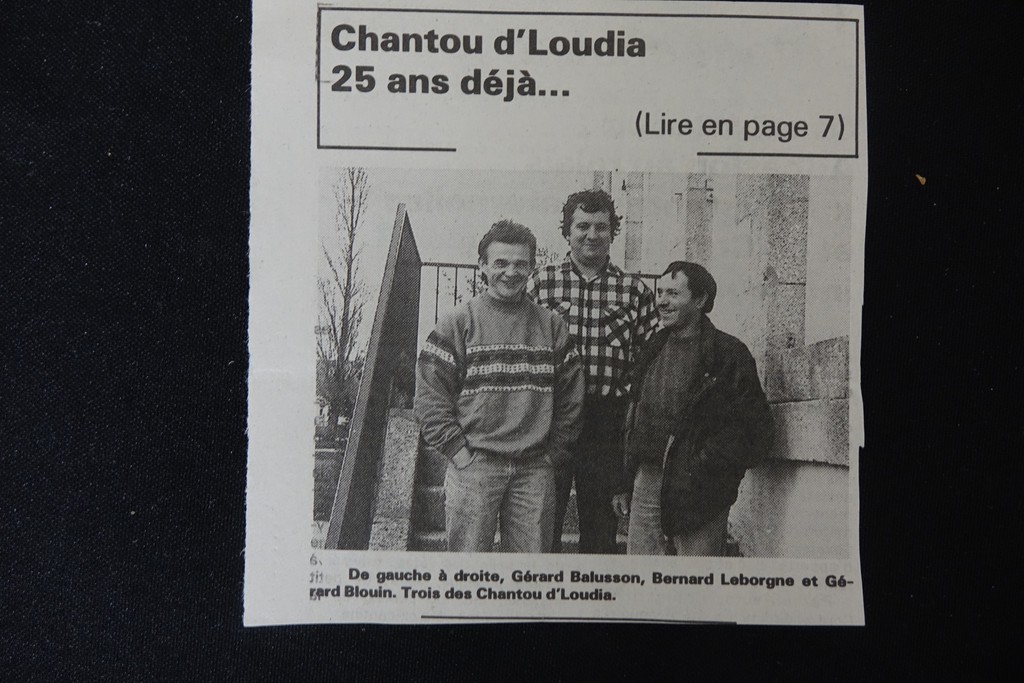 Chantou d'Loudia
25 ans déjà...
(Lire en page 7)
De gauche à droite, Gérard Balusson, Bernard Leborgne et Gé-
rard Blouin. Trois des Chantou d'Loudia.